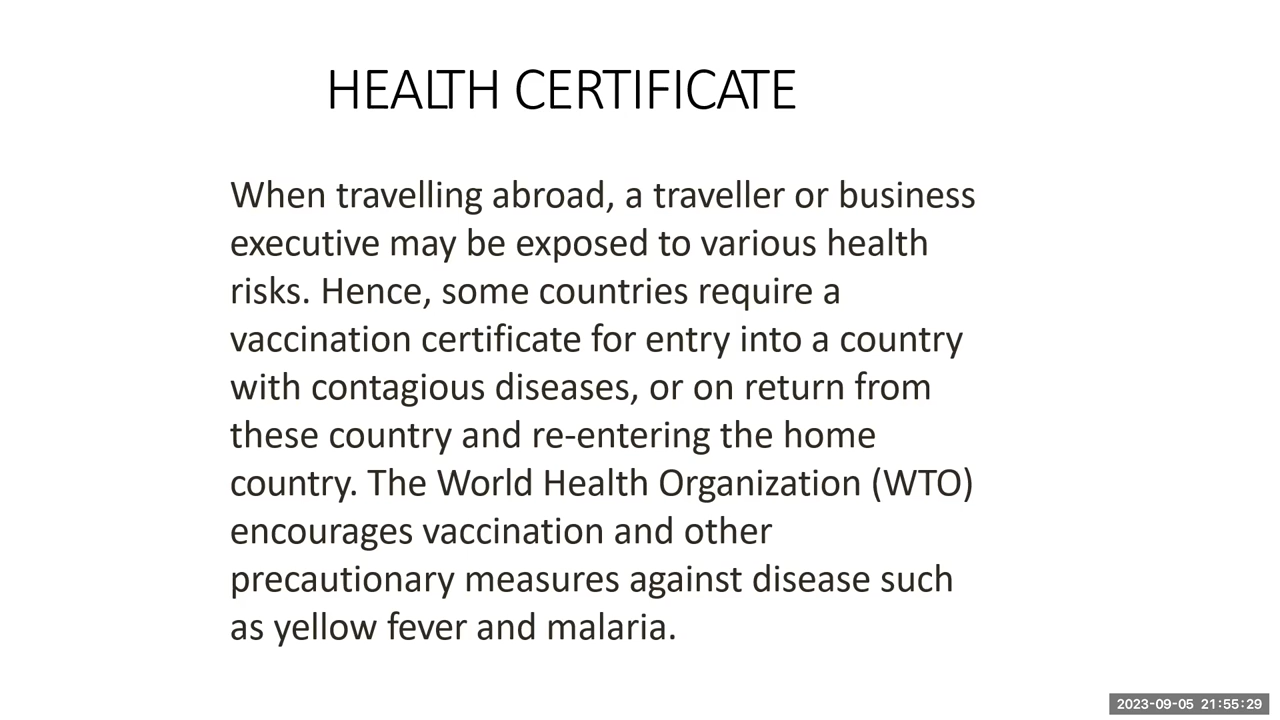 HEALTH CERTIFICATE
When travelling abroad, a traveller or business
executive may be exposed to various health
risks. Hence, some countries require a
vaccination certificate for entry into a country
with contagious diseases, or on return from
these country and re-entering the home
country. The World Health Organization (WTO)
encourages vaccination and other
precautionary measures against disease such
as yellow fever and malaria.
2023-09-05 21:55:29